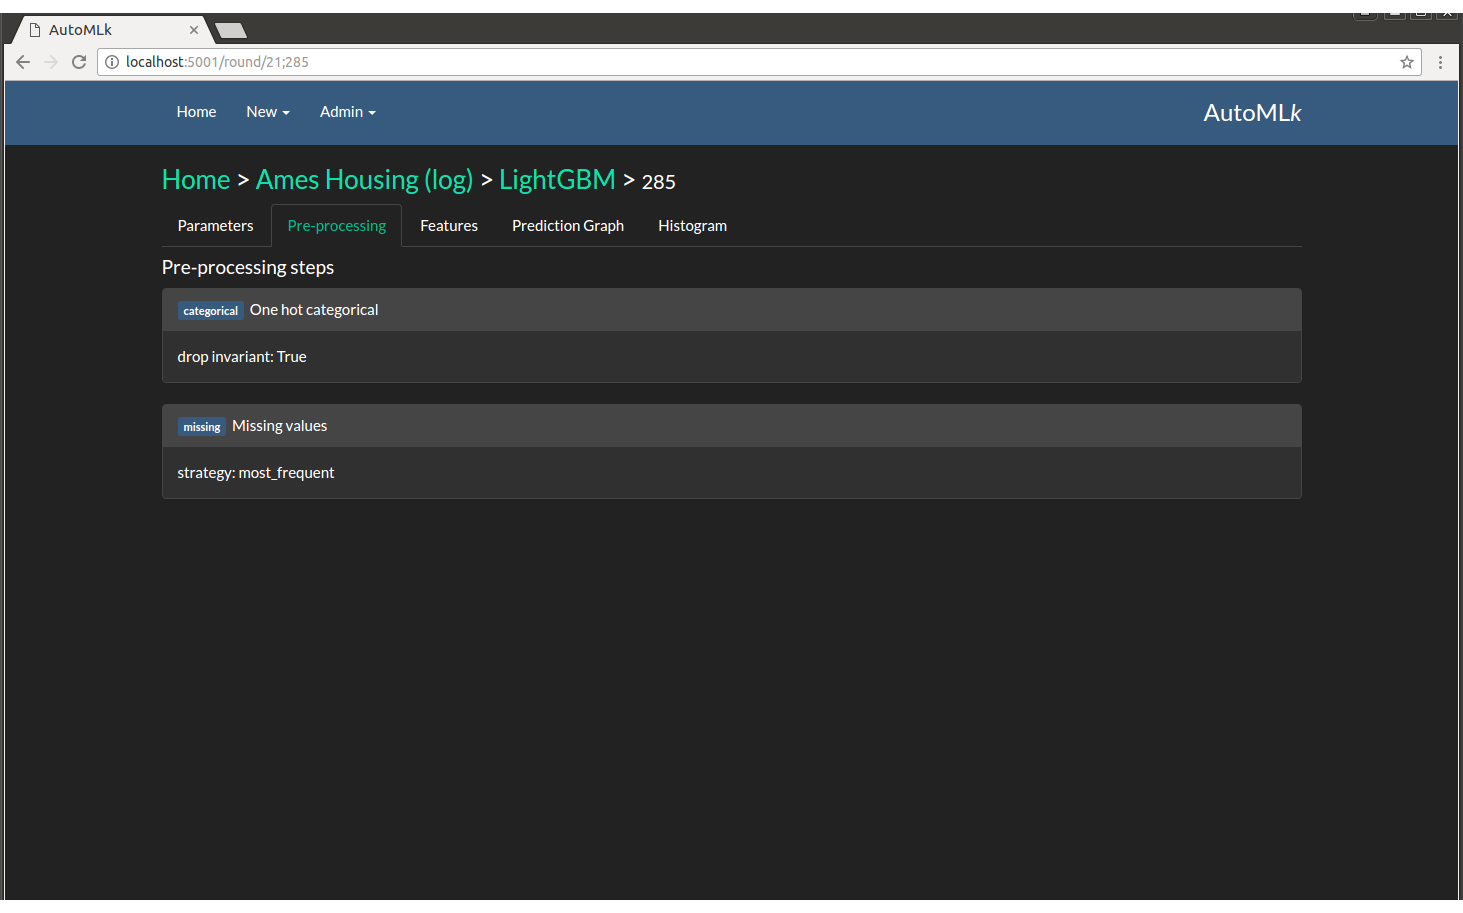 AutoMLk
localhost:5001/round/21;285
Home New Admin AutoMLk
Home > Ames Housing (log) > LightGBM > 285
Parameters Pre-processing Features Prediction Graph Histogram
Pre-processing steps
categorical One hot categorical
drop invariant: True
missing Missing values
strategy: most_frequent